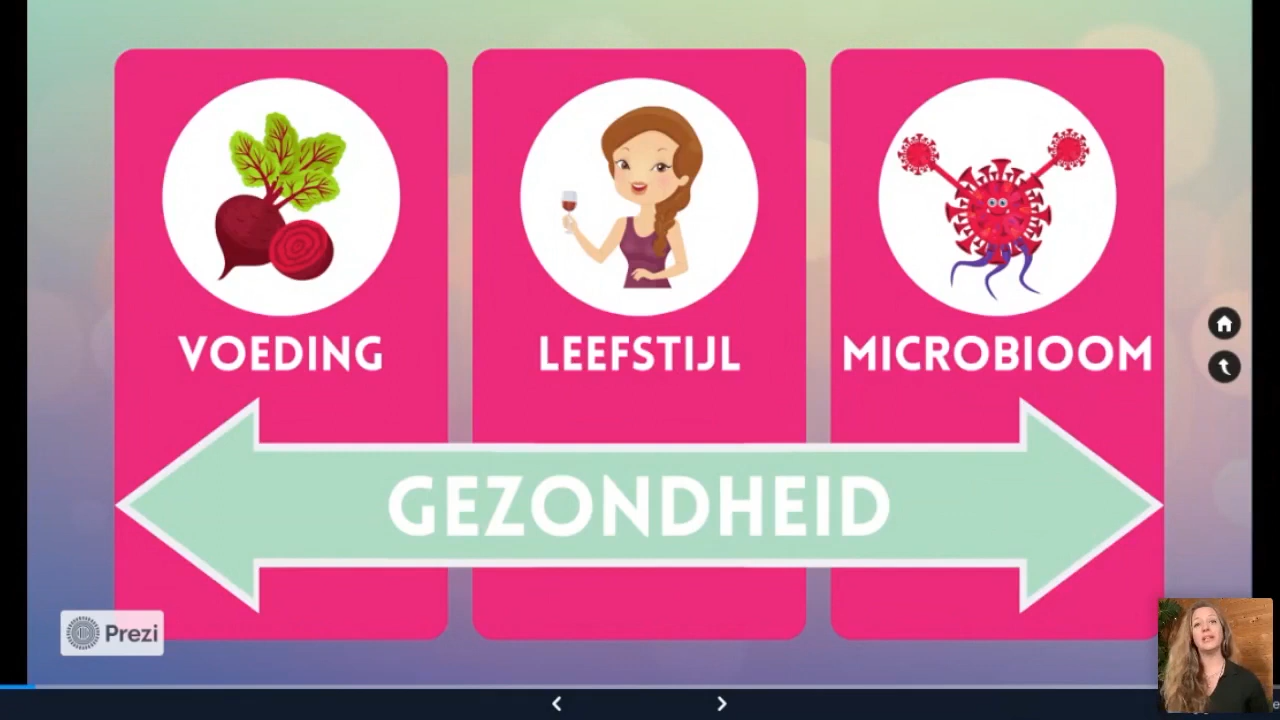 VOEDING
LEEFSTIJL
MICROBIOOM
GEZONDHEID
Prezi